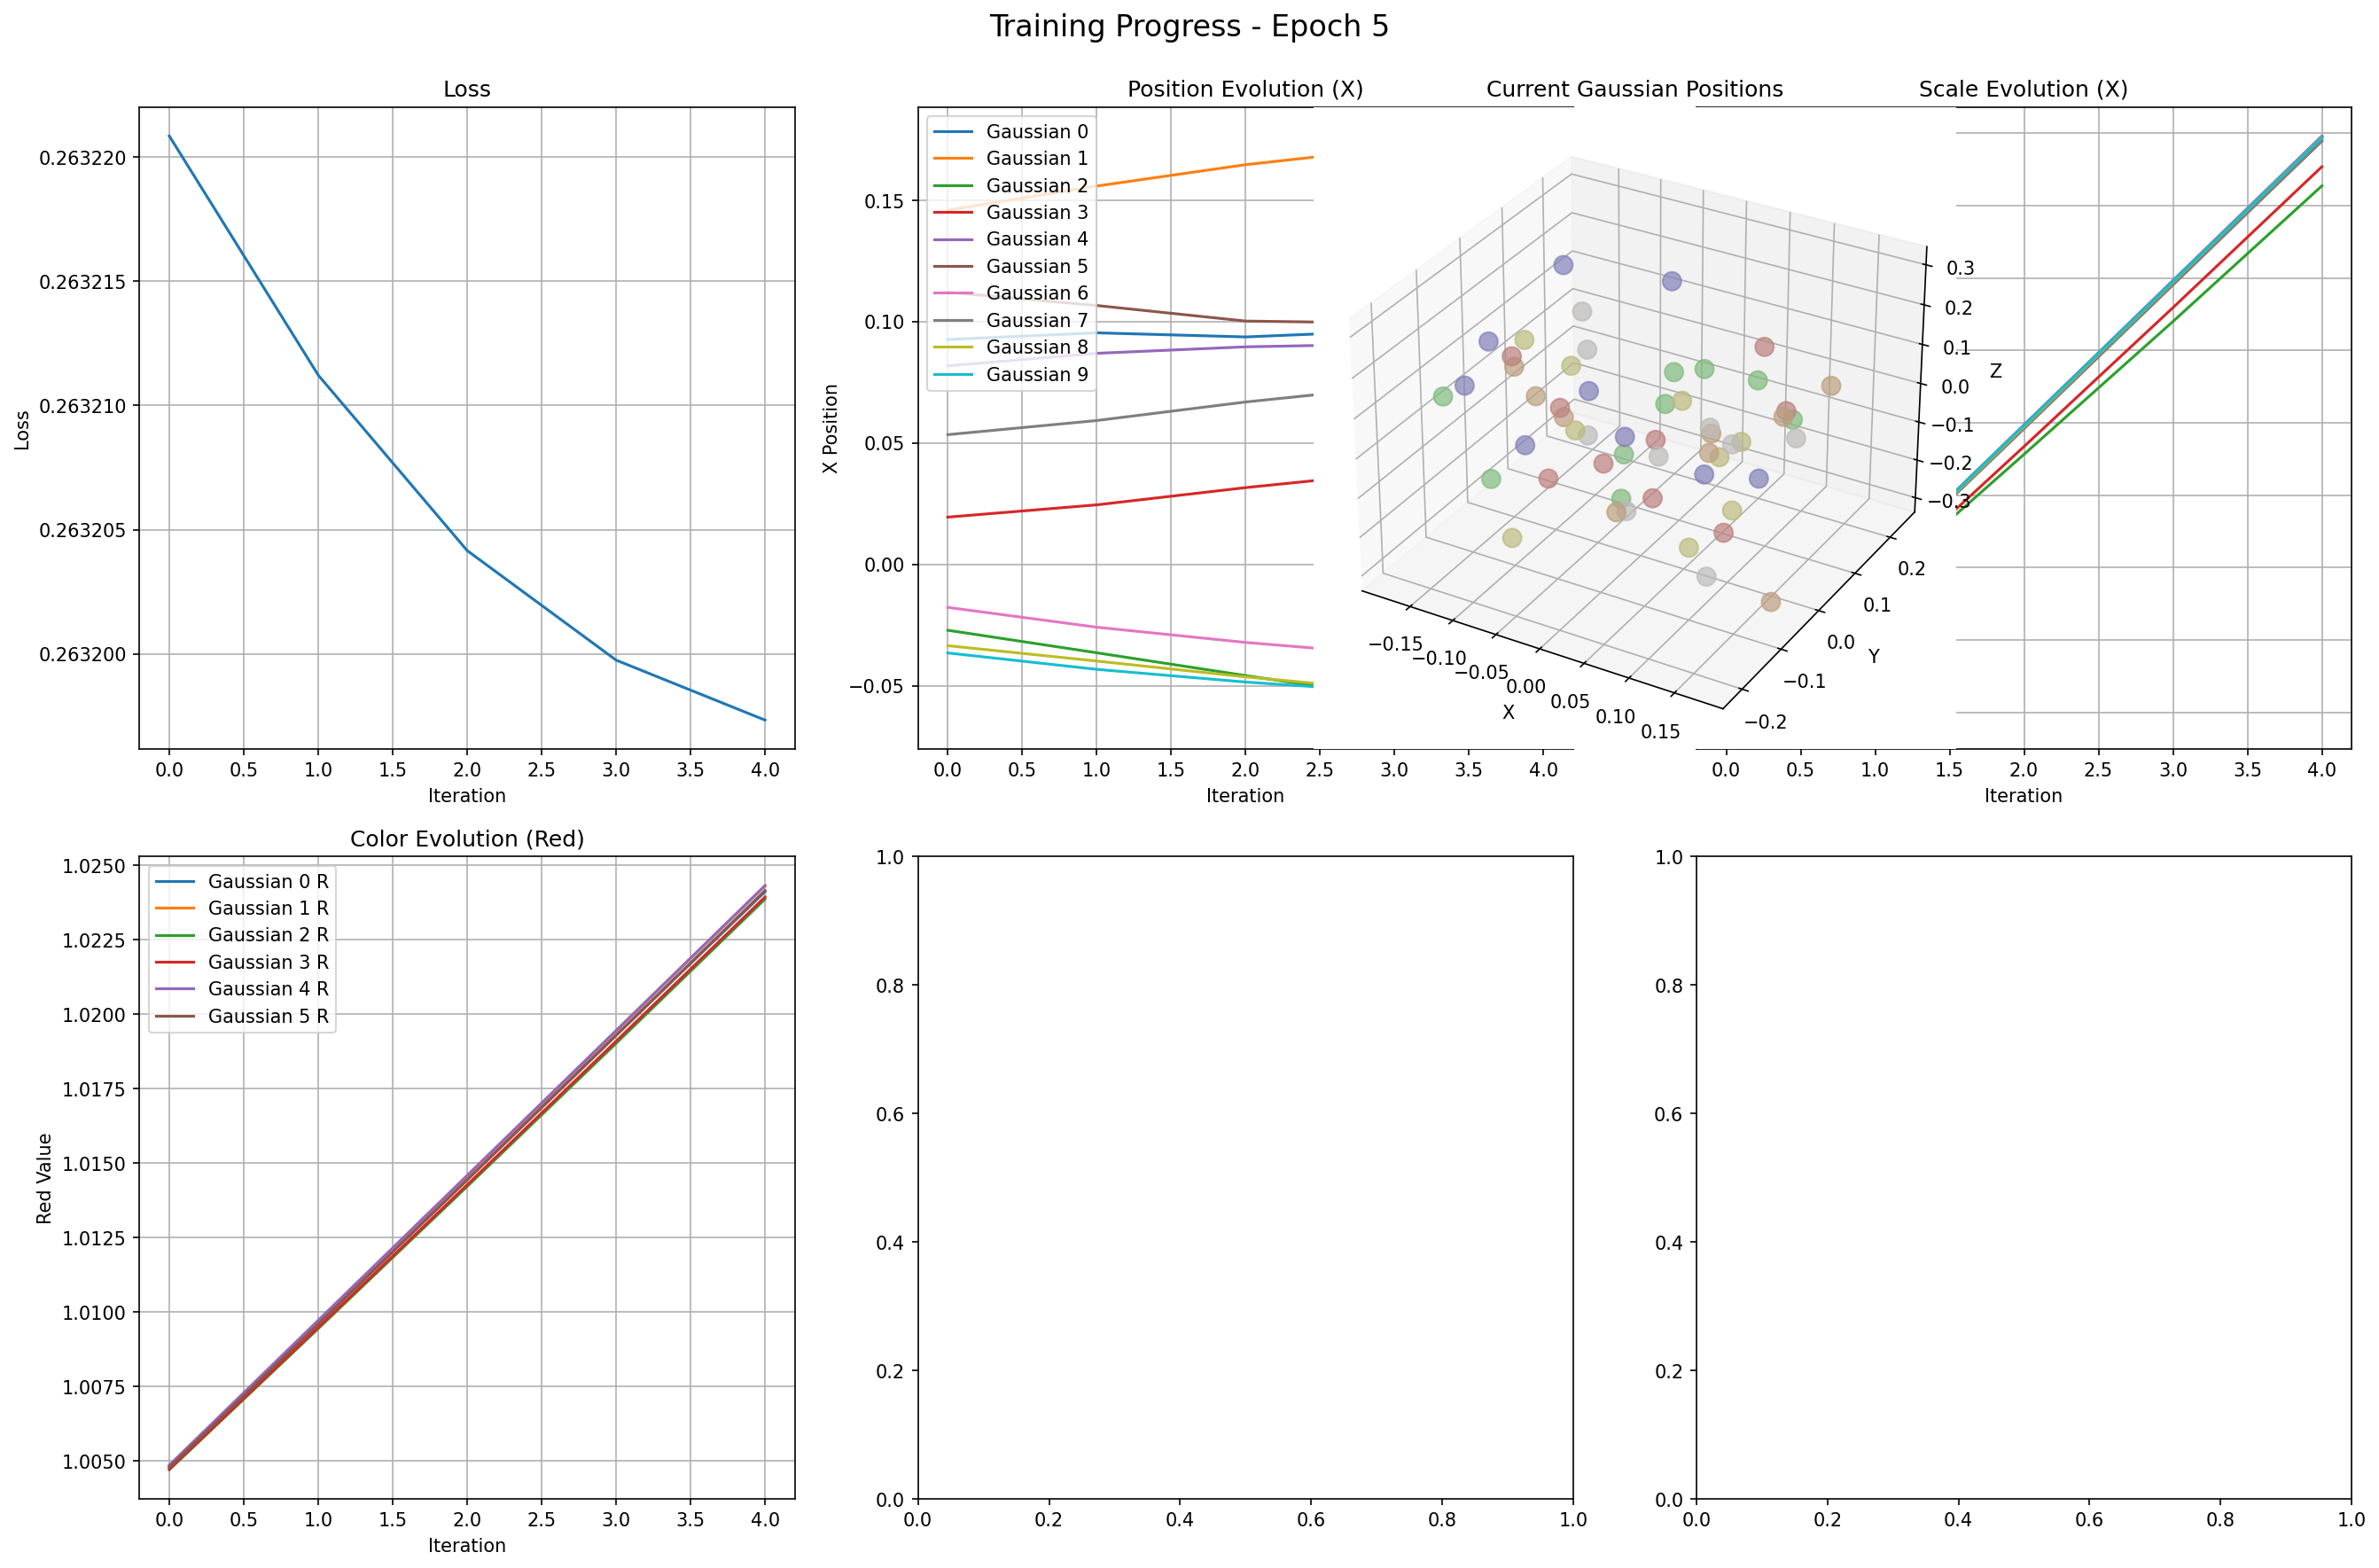 Training Progress - Epoch 5
Loss
Loss
0.263220
0.263215
0.263210
0.263205
0.263200
0.0 0.5 1.0 1.5 2.0 2.5 3.0 3.5 4.0
Iteration
Position Evolution (X)
X Position
0.15
0.10
0.05
0.00
−0.05
Gaussian 0
Gaussian 1
Gaussian 2
Gaussian 3
Gaussian 4
Gaussian 5
Gaussian 6
Gaussian 7
Gaussian 8
Gaussian 9
0.0 0.5 1.0 1.5 2.0 2.5 3.0 3.5 4.0
Iteration
Current Gaussian Positions
0.3
0.2
0.1
0.0
−0.1
−0.2
−0.3
Z
0.2
0.1
0.0
−0.1
−0.2
Y
−0.15
−0.10
−0.05
0.00
0.05
0.10
0.15
X
Scale Evolution (X)
0.0 0.5 1.0 1.5 2.0 2.5 3.0 3.5 4.0
Iteration
Color Evolution (Red)
Red Value
1.0250
1.0225
1.0200
1.0175
1.0150
1.0125
1.0100
1.0075
1.0050
Gaussian 0 R
Gaussian 1 R
Gaussian 2 R
Gaussian 3 R
Gaussian 4 R
Gaussian 5 R
0.0 0.5 1.0 1.5 2.0 2.5 3.0 3.5 4.0
Iteration
1.0
0.8
0.6
0.4
0.2
0.0
0.0 0.2 0.4 0.6 0.8 1.0
1.0
0.8
0.6
0.4
0.2
0.0
0.0 0.2 0.4 0.6 0.8 1.0